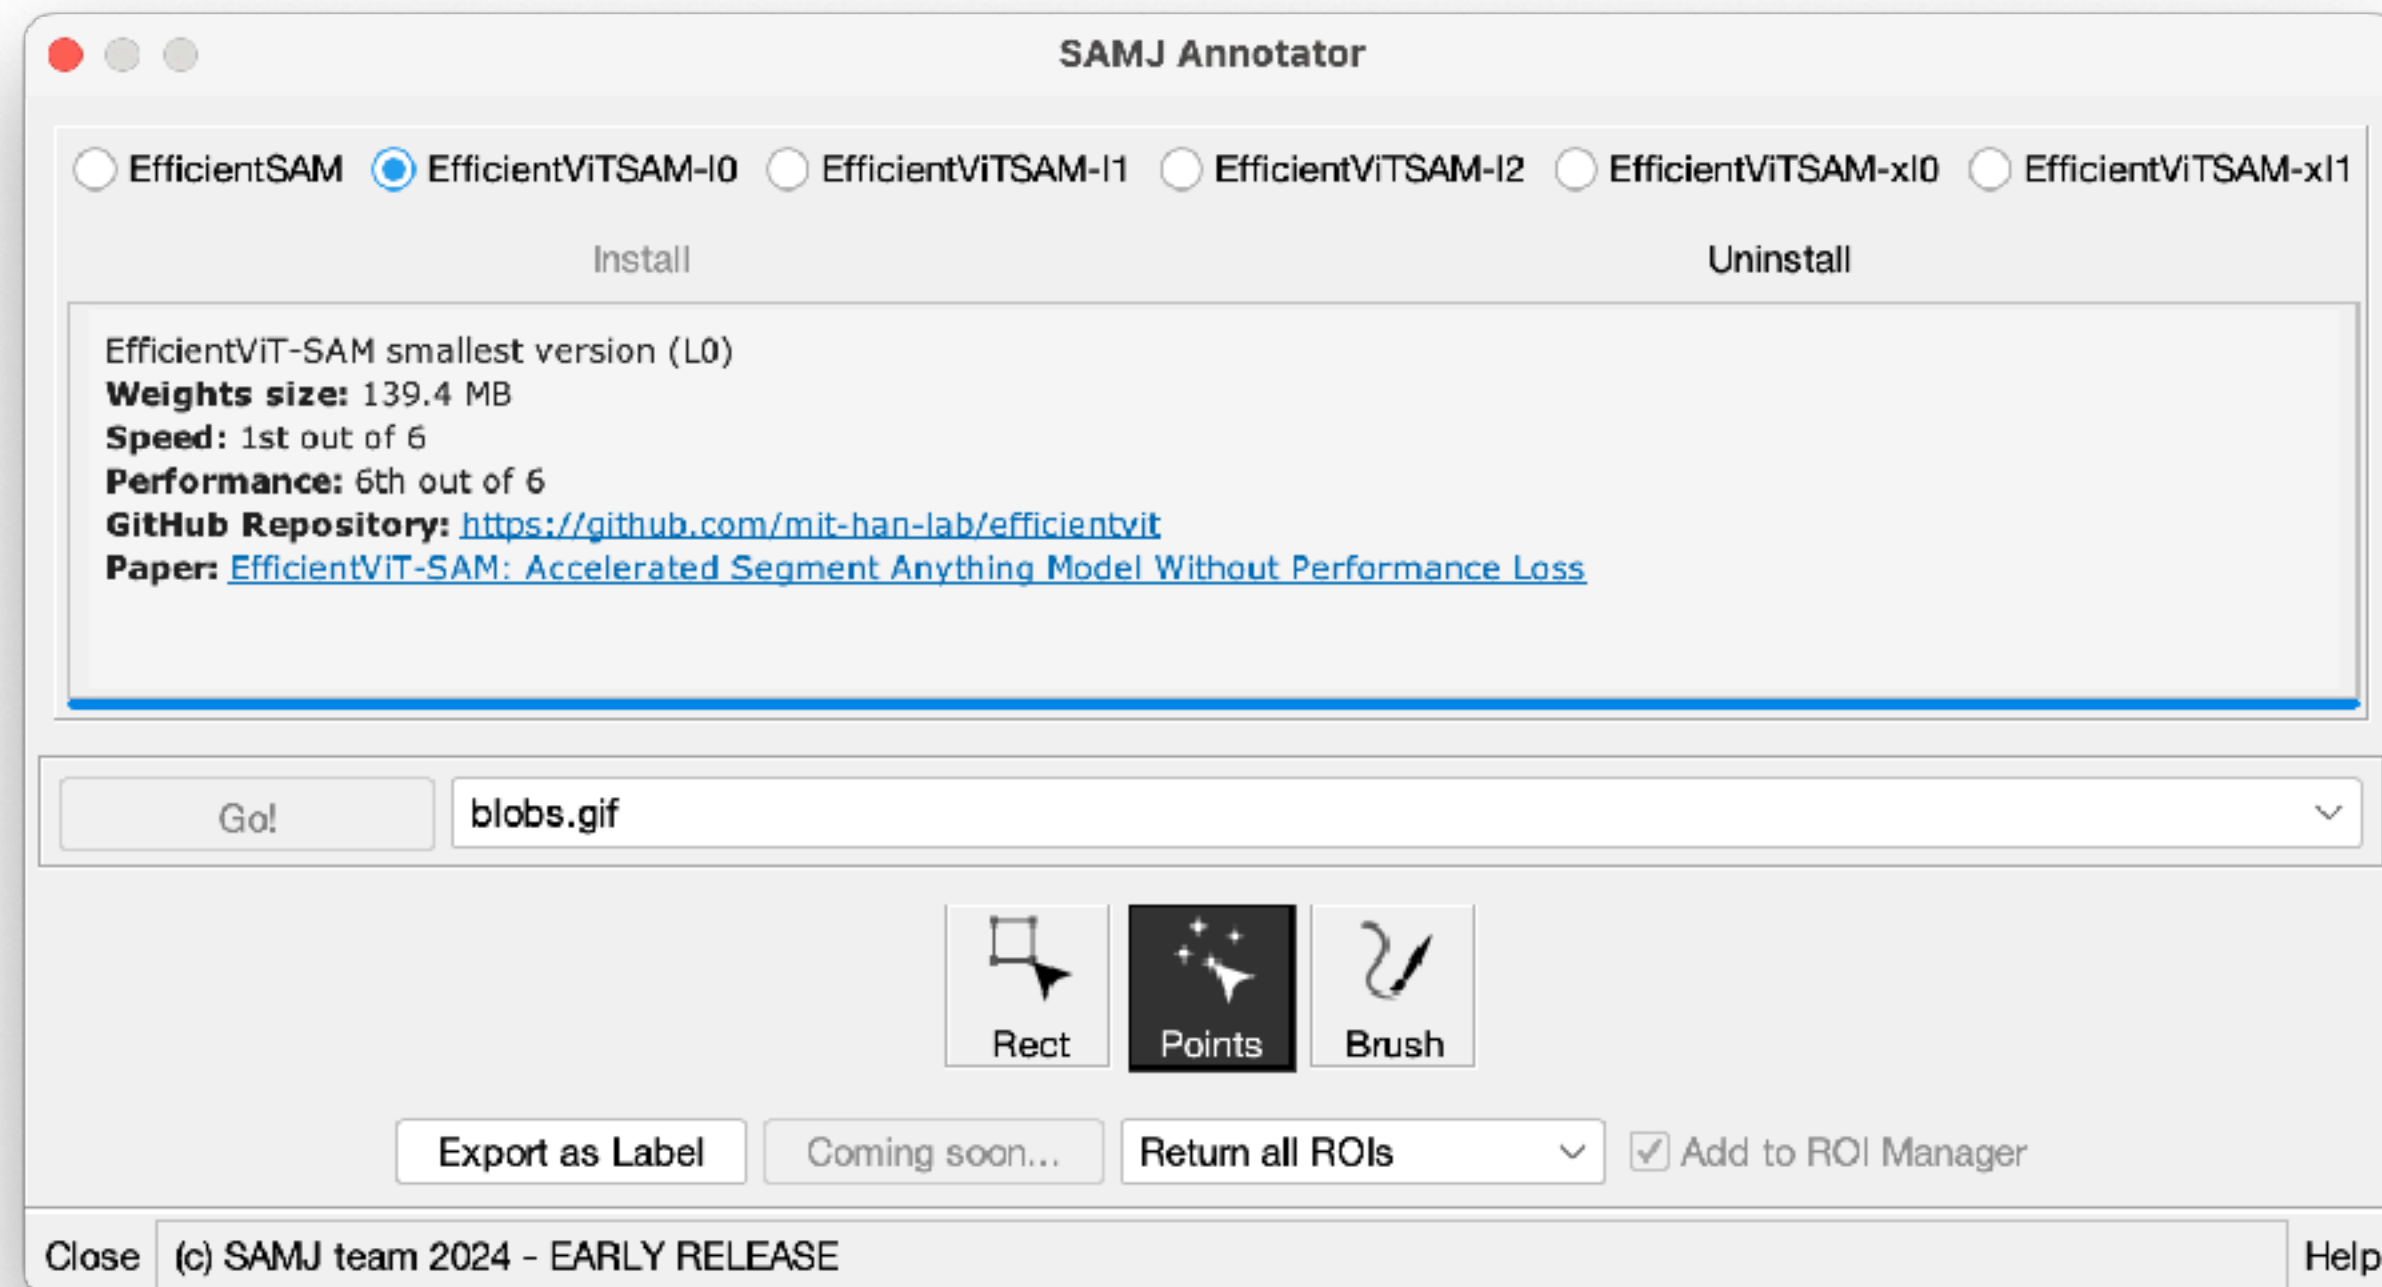 SAMJ Annotator
EfficientSAM EfficientViTSAM-l0 EfficientViTSAM-l1 EfficientViTSAM-l2 EfficientViTSAM-xl0 EfficientViTSAM-xl1
Install Uninstall
EfficientViT-SAM smallest version (L0)
Weights size: 139.4 MB
Speed: 1st out of 6
Performance: 6th out of 6
GitHub Repository: https://github.com/mit-han-lab/efficientvit
Paper: EfficientViT-SAM: Accelerated Segment Anything Model Without Performance Loss
Go! blobs.gif
Rect Points Brush
Export as Label Coming soon... Return all ROIs Add to ROI Manager
Close (c) SAMJ team 2024 - EARLY RELEASE Help